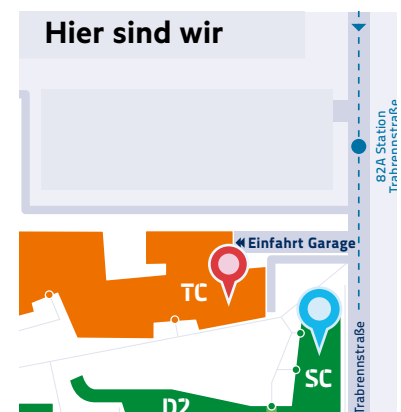 Hier sind wir
82A Station
Trabrennstraße
Einfahrt Garage
TC
SC
Trabrennstraße
D2